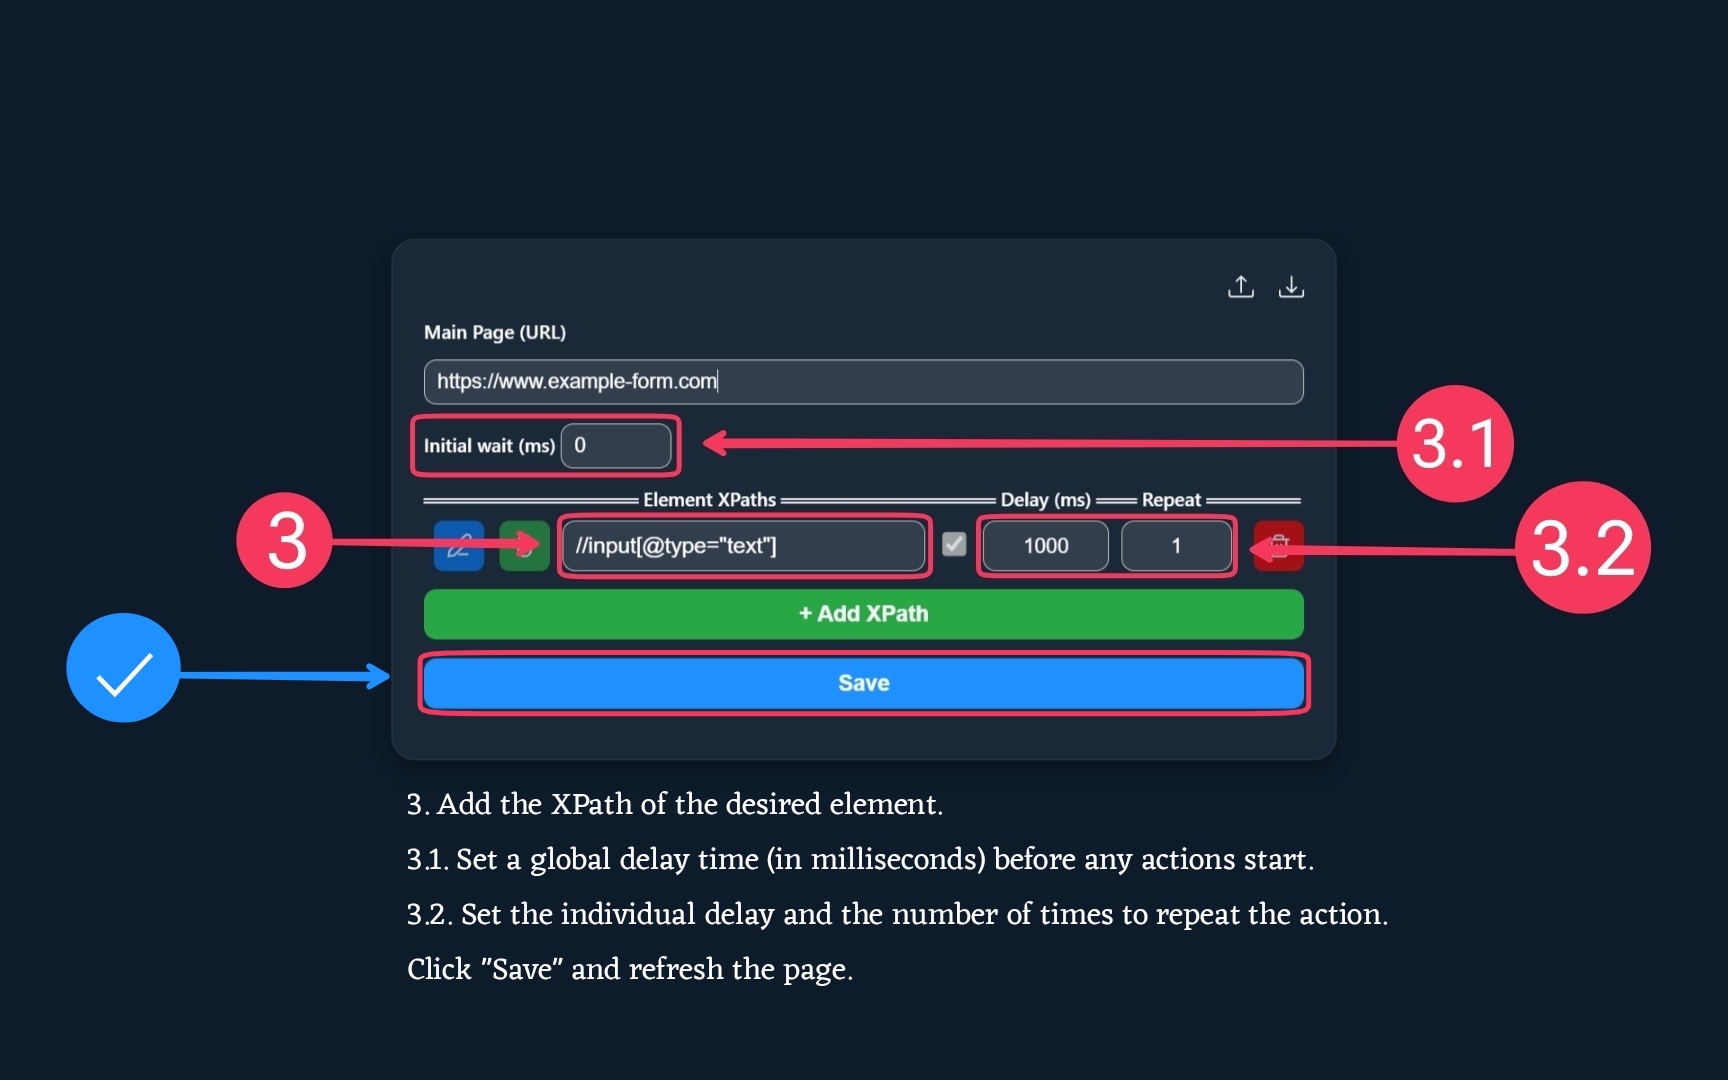 Main Page (URL)
https://www.example-form.com
Initial wait (ms) 0
3.1
Element XPaths Delay (ms) Repeat
3 //input[@type="text"] 1000 1 3.2
+ Add XPath
Save
3. Add the XPath of the desired element.
3.1. Set a global delay time (in milliseconds) before any actions start.
3.2. Set the individual delay and the number of times to repeat the action.
Click "Save" and refresh the page.